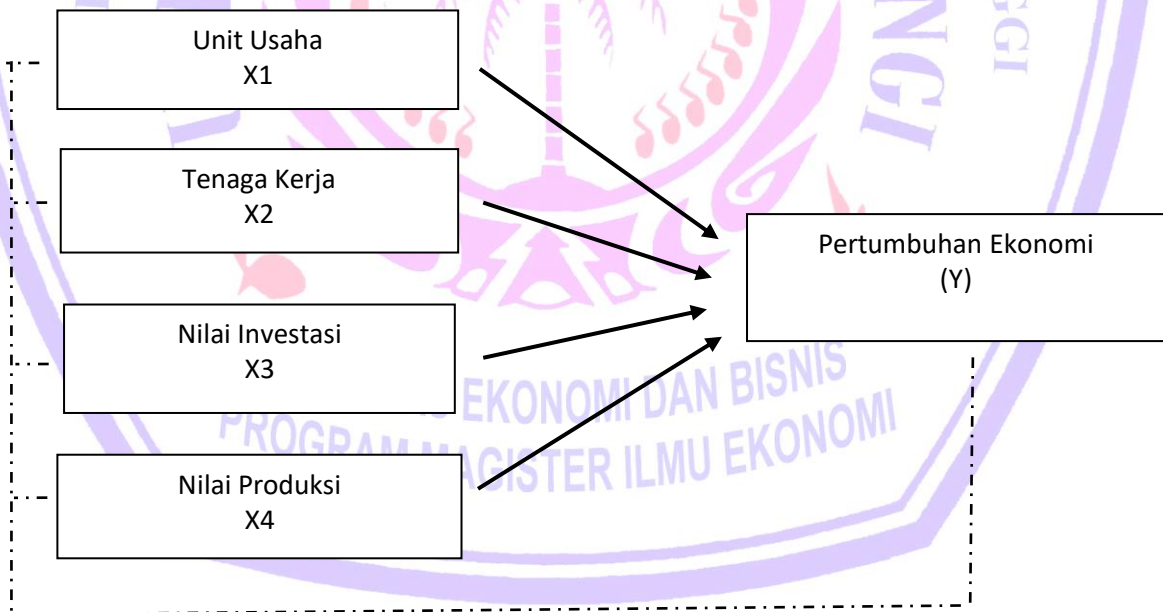 Unit Usaha
X1
Tenaga Kerja
X2
Pertumbuhan Ekonomi
(Y)
Nilai Investasi
X3
EKONOMI DAN BISNIS
PROGRAM MAGISTER ILMU EKONOMI
Nilai Produksi
X4